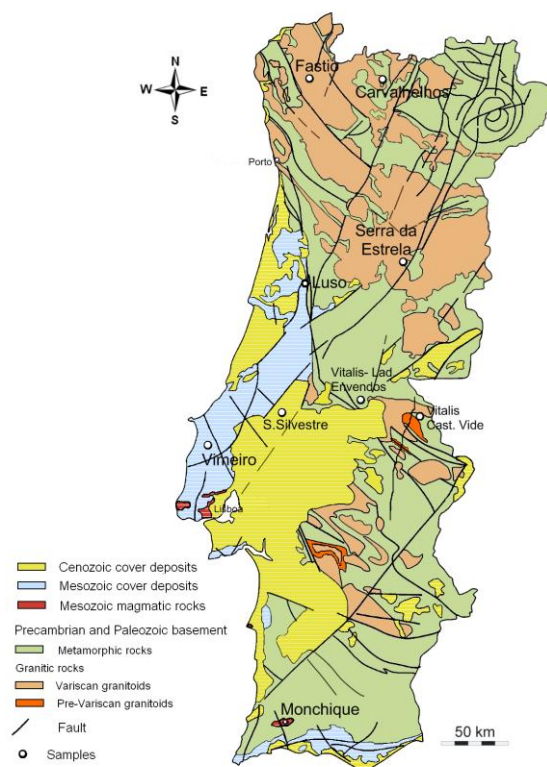 N
W E
S
Fastio
Carvalhelhos
Porto
Serra da
Estrela
Luso
Vitalis- Lad.
Envendos
S.Silvestre
Vitalis
Cast. Vide
Vimeiro
Lisboa
Cenozoic cover deposits
Mesozoic cover deposits
Mesozoic magmatic rocks
Precambrian and Paleozoic basement
Metamorphic rocks
Granitic rocks
Variscan granitoids
Pre-Variscan granitoids
Fault
Samples
Monchique
50 km